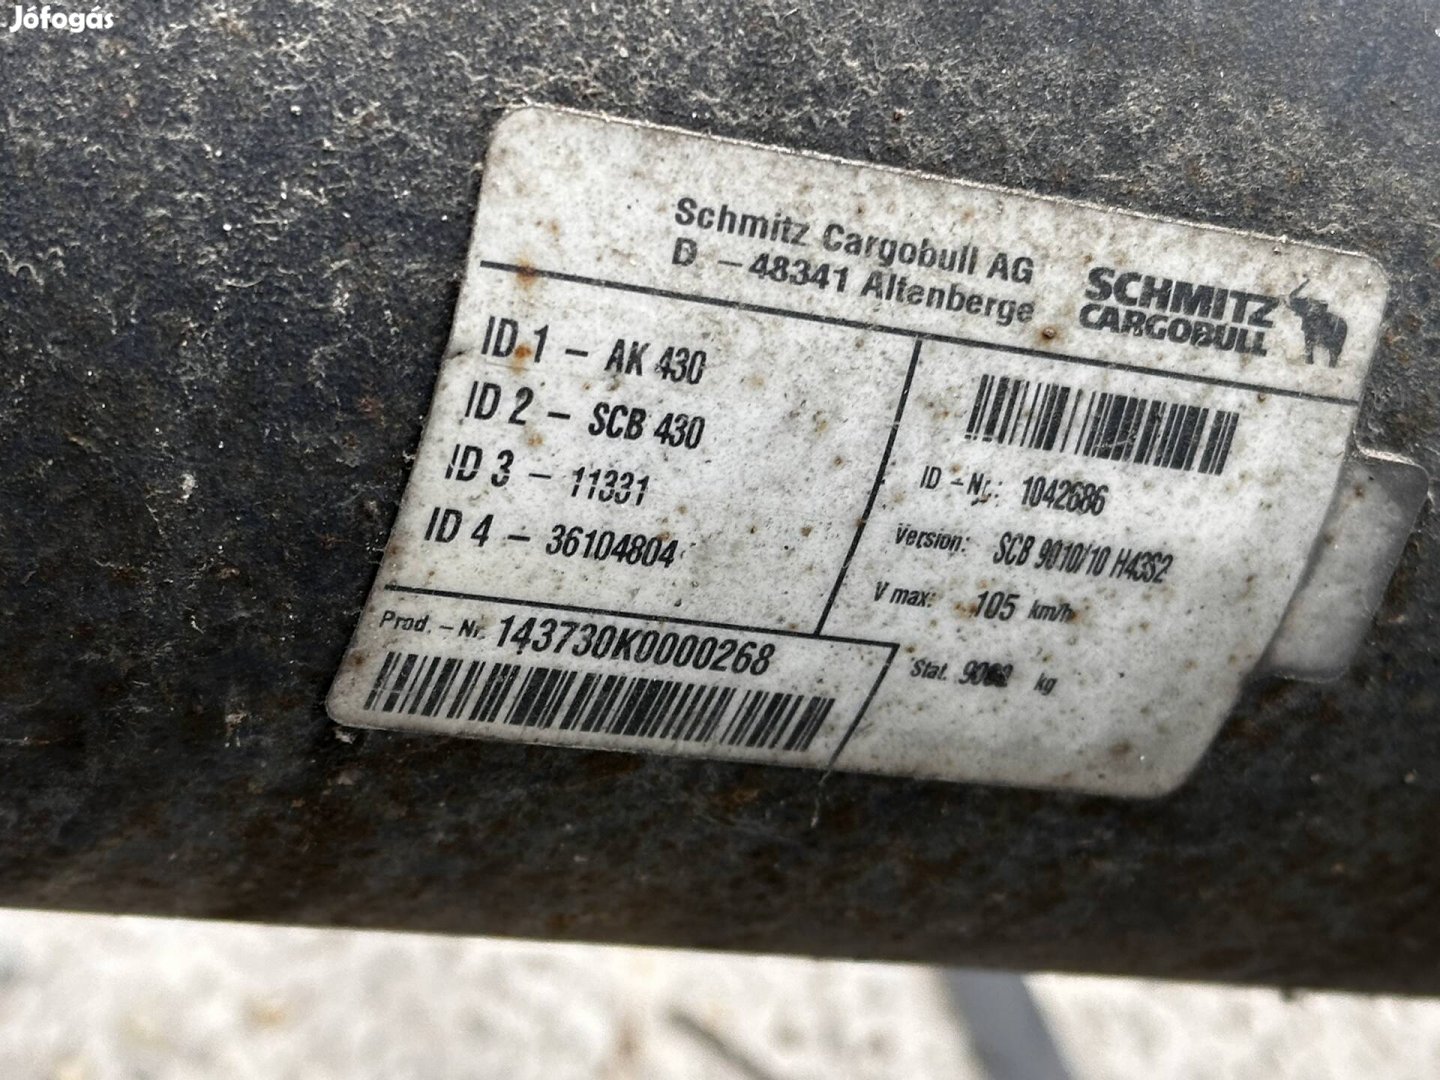 Jófogás
Schmitz Cargobull AG
D - 48341 Altenberge
SCHMITZ
CARGOBULL
ID 1 - AK 430
ID 2 - SCB 430
ID 3 - 11331
ID 4 - 36104804
Prod. - Nr. 143730K0000268
ID - Nr.: 1042686
Version: SCB 9010/10 H43S2
V max: 105 km/h
Stat. kg